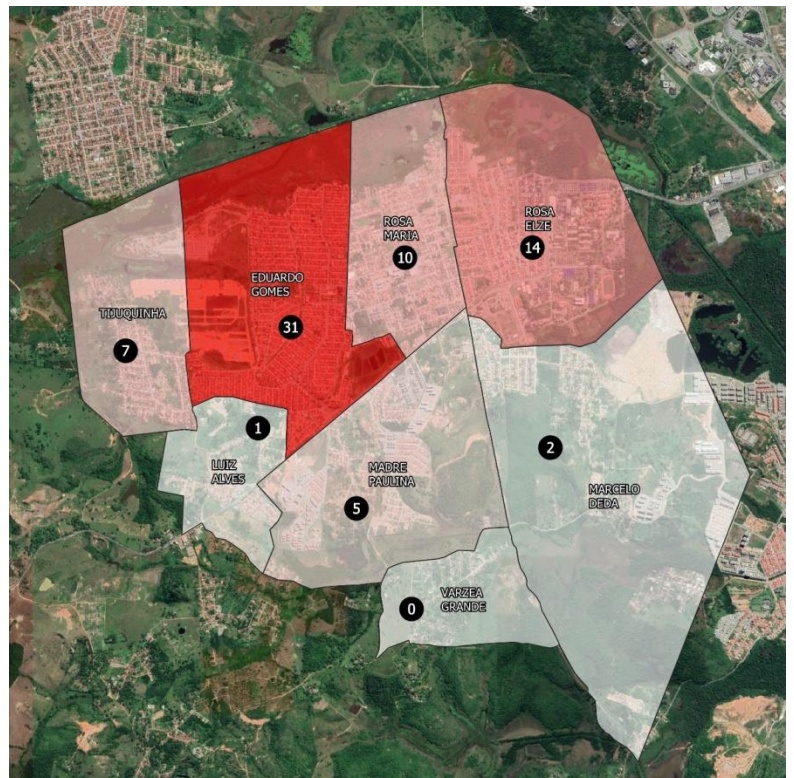 ROSA
ELZE
14
ROSA
MARIA
10
EDUARDO
GOMES
31
TIJUQUINHA
7
1
LUIZ
ALVES
MADRE
PAULINA
5
2
MARCELO
DEDA
VARZEA
GRANDE
0